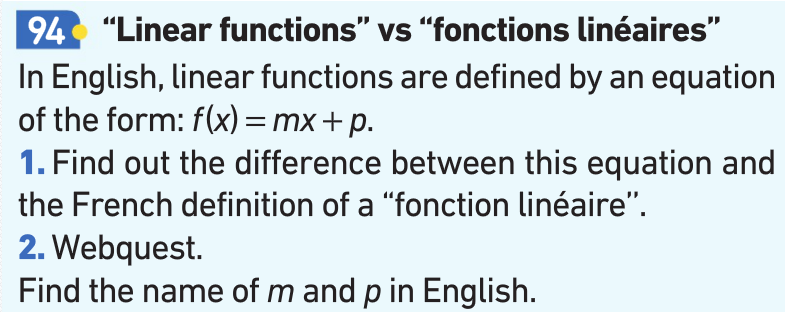 94 “Linear functions” vs “fonctions linéaires”
In English, linear functions are defined by an equation
of the form: f(x) = mx + p.
1. Find out the difference between this equation and
the French definition of a “fonction linéaire”.
2. Webquest.
Find the name of m and p in English.